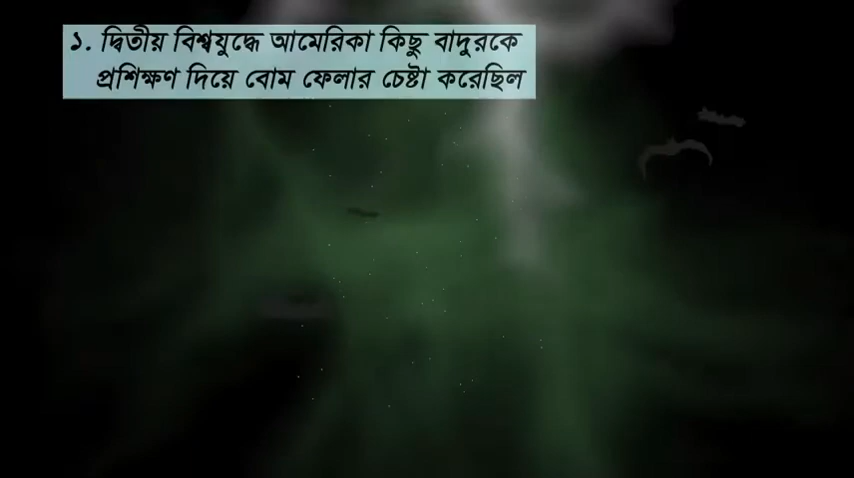 ১. দ্বিতীয় বিশ্বযুদ্ধে আমেরিকা কিছু বাদুরকে
প্রশিক্ষণ দিয়ে বোম ফেলার চেষ্টা করেছিল